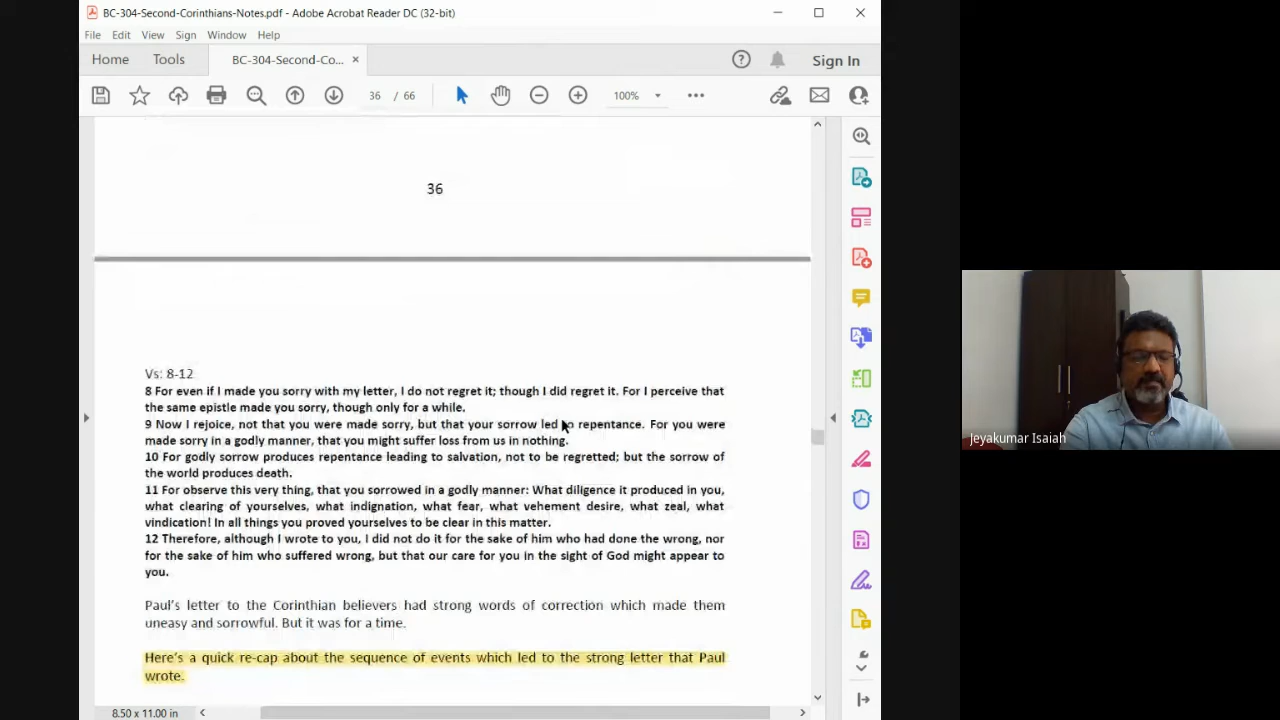 BC-304-Second-Corinthians-Notes.pdf - Adobe Acrobat Reader DC (32-bit)
File Edit View Sign Window Help
Home Tools BC-304-Second-Co... × Sign In
36 / 66 100%
36
Vs: 8-12
8 For even if I made you sorry with my letter, I do not regret it; though I did regret it. For I perceive that
the same epistle made you sorry, though only for a while.
9 Now I rejoice, not that you were made sorry, but that your sorrow led to repentance. For you were
made sorry in a godly manner, that you might suffer loss from us in nothing.
10 For godly sorrow produces repentance leading to salvation, not to be regretted; but the sorrow of
the world produces death.
11 For observe this very thing, that you sorrowed in a godly manner: What diligence it produced in you,
what clearing of yourselves, what indignation, what fear, what vehement desire, what zeal, what
vindication! In all things you proved yourselves to be clear in this matter.
12 Therefore, although I wrote to you, I did not do it for the sake of him who had done the wrong, nor
for the sake of him who suffered wrong, but that our care for you in the sight of God might appear to
you.
Paul's letter to the Corinthian believers had strong words of correction which made them
uneasy and sorrowful. But it was for a time.
Here's a quick re-cap about the sequence of events which led to the strong letter that Paul
wrote.
8.50 x 11.00 in
Jeyakumar Isaiah